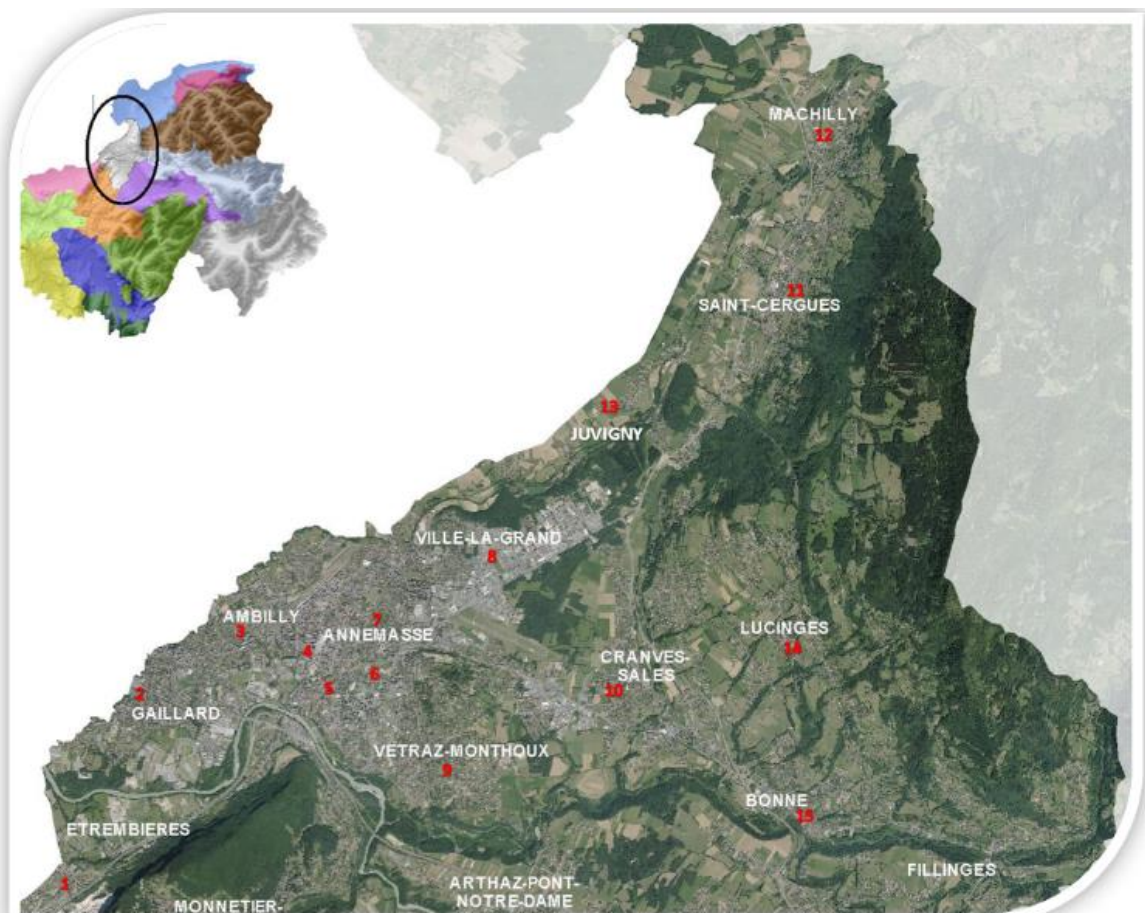 MACHILLY
12
11
SAINT-CERGUES
13
JUVIGNY
VILLE-LA-GRAND
8
AMBILLY
3
7
ANNEMASSE
4
LUCINGES
14
CRANVES-
SALES
10
6
5
2
GAILLARD
VÉTRAZ-MONTHOUX
9
BONNE
15
ETREMBIERES
FILLINGES
1
ARTHAZ-PONT-
NOTRE-DAME
MONNETIER-